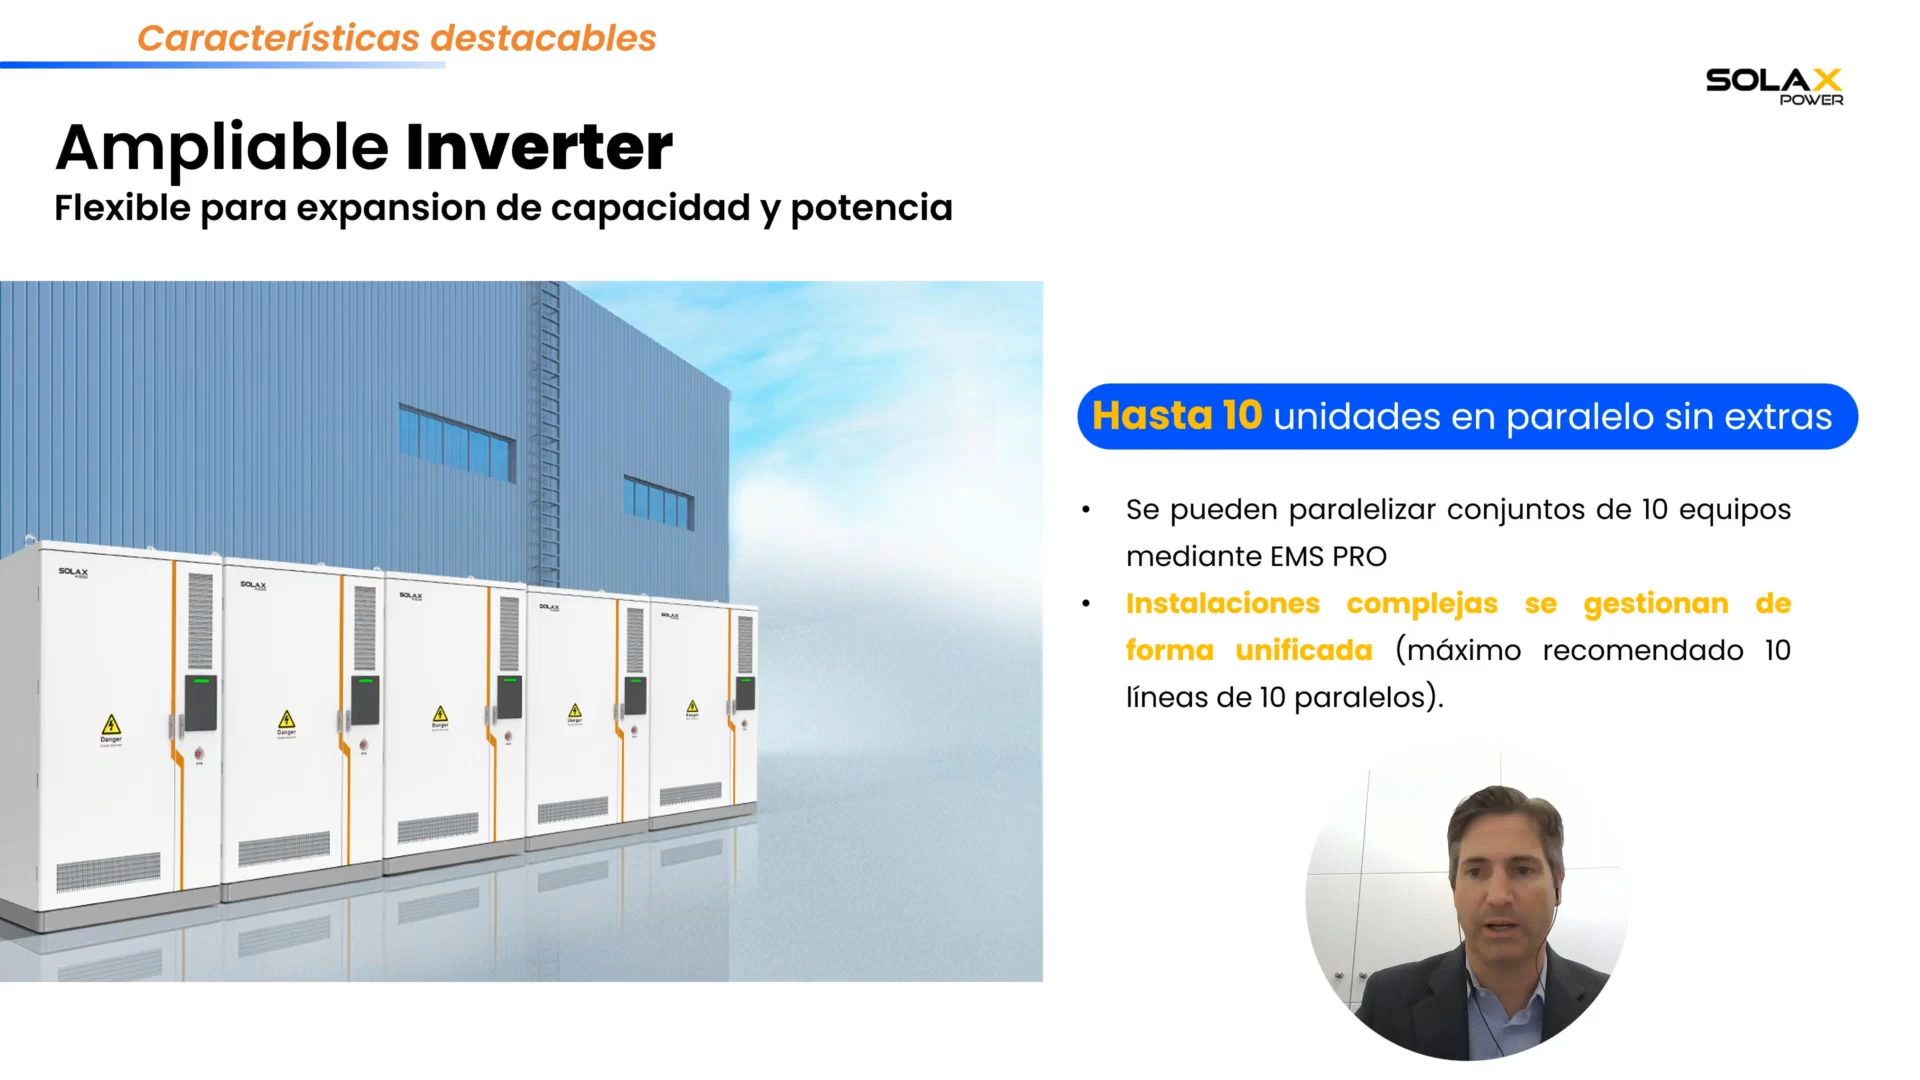 Características destacables
SOLAX
POWER
Ampliable Inverter
Flexible para expansion de capacidad y potencia
Hasta 10 unidades en paralelo sin extras
• Se pueden paralelizar conjuntos de 10 equipos
mediante EMS PRO
• Instalaciones complejas se gestionan de
forma unificada (máximo recomendado 10
líneas de 10 paralelos).
SOLAX
SOLAX
SOLAX
SOLAX
SOLAX
Danger
Danger
Danger
Danger
Danger